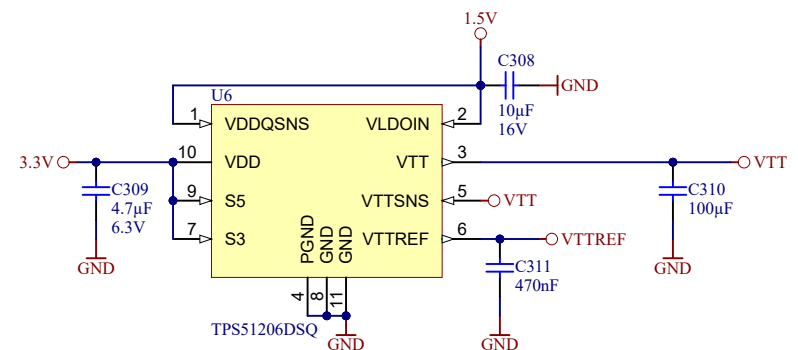 1.5V
C308
GND
10µF
16V
U6
1
VDDQSNS
VLDOIN
2
3.3V
10
VDD
VTT
3
VTT
C309
4.7µF
6.3V
9
S5
VTTSNS
5
VTT
C310
100µF
7
S3
VTTREF
6
VTTREF
PGND
GND
GND
C311
470nF
GND
GND
4
8
11
TPS51206DSQ
GND
GND